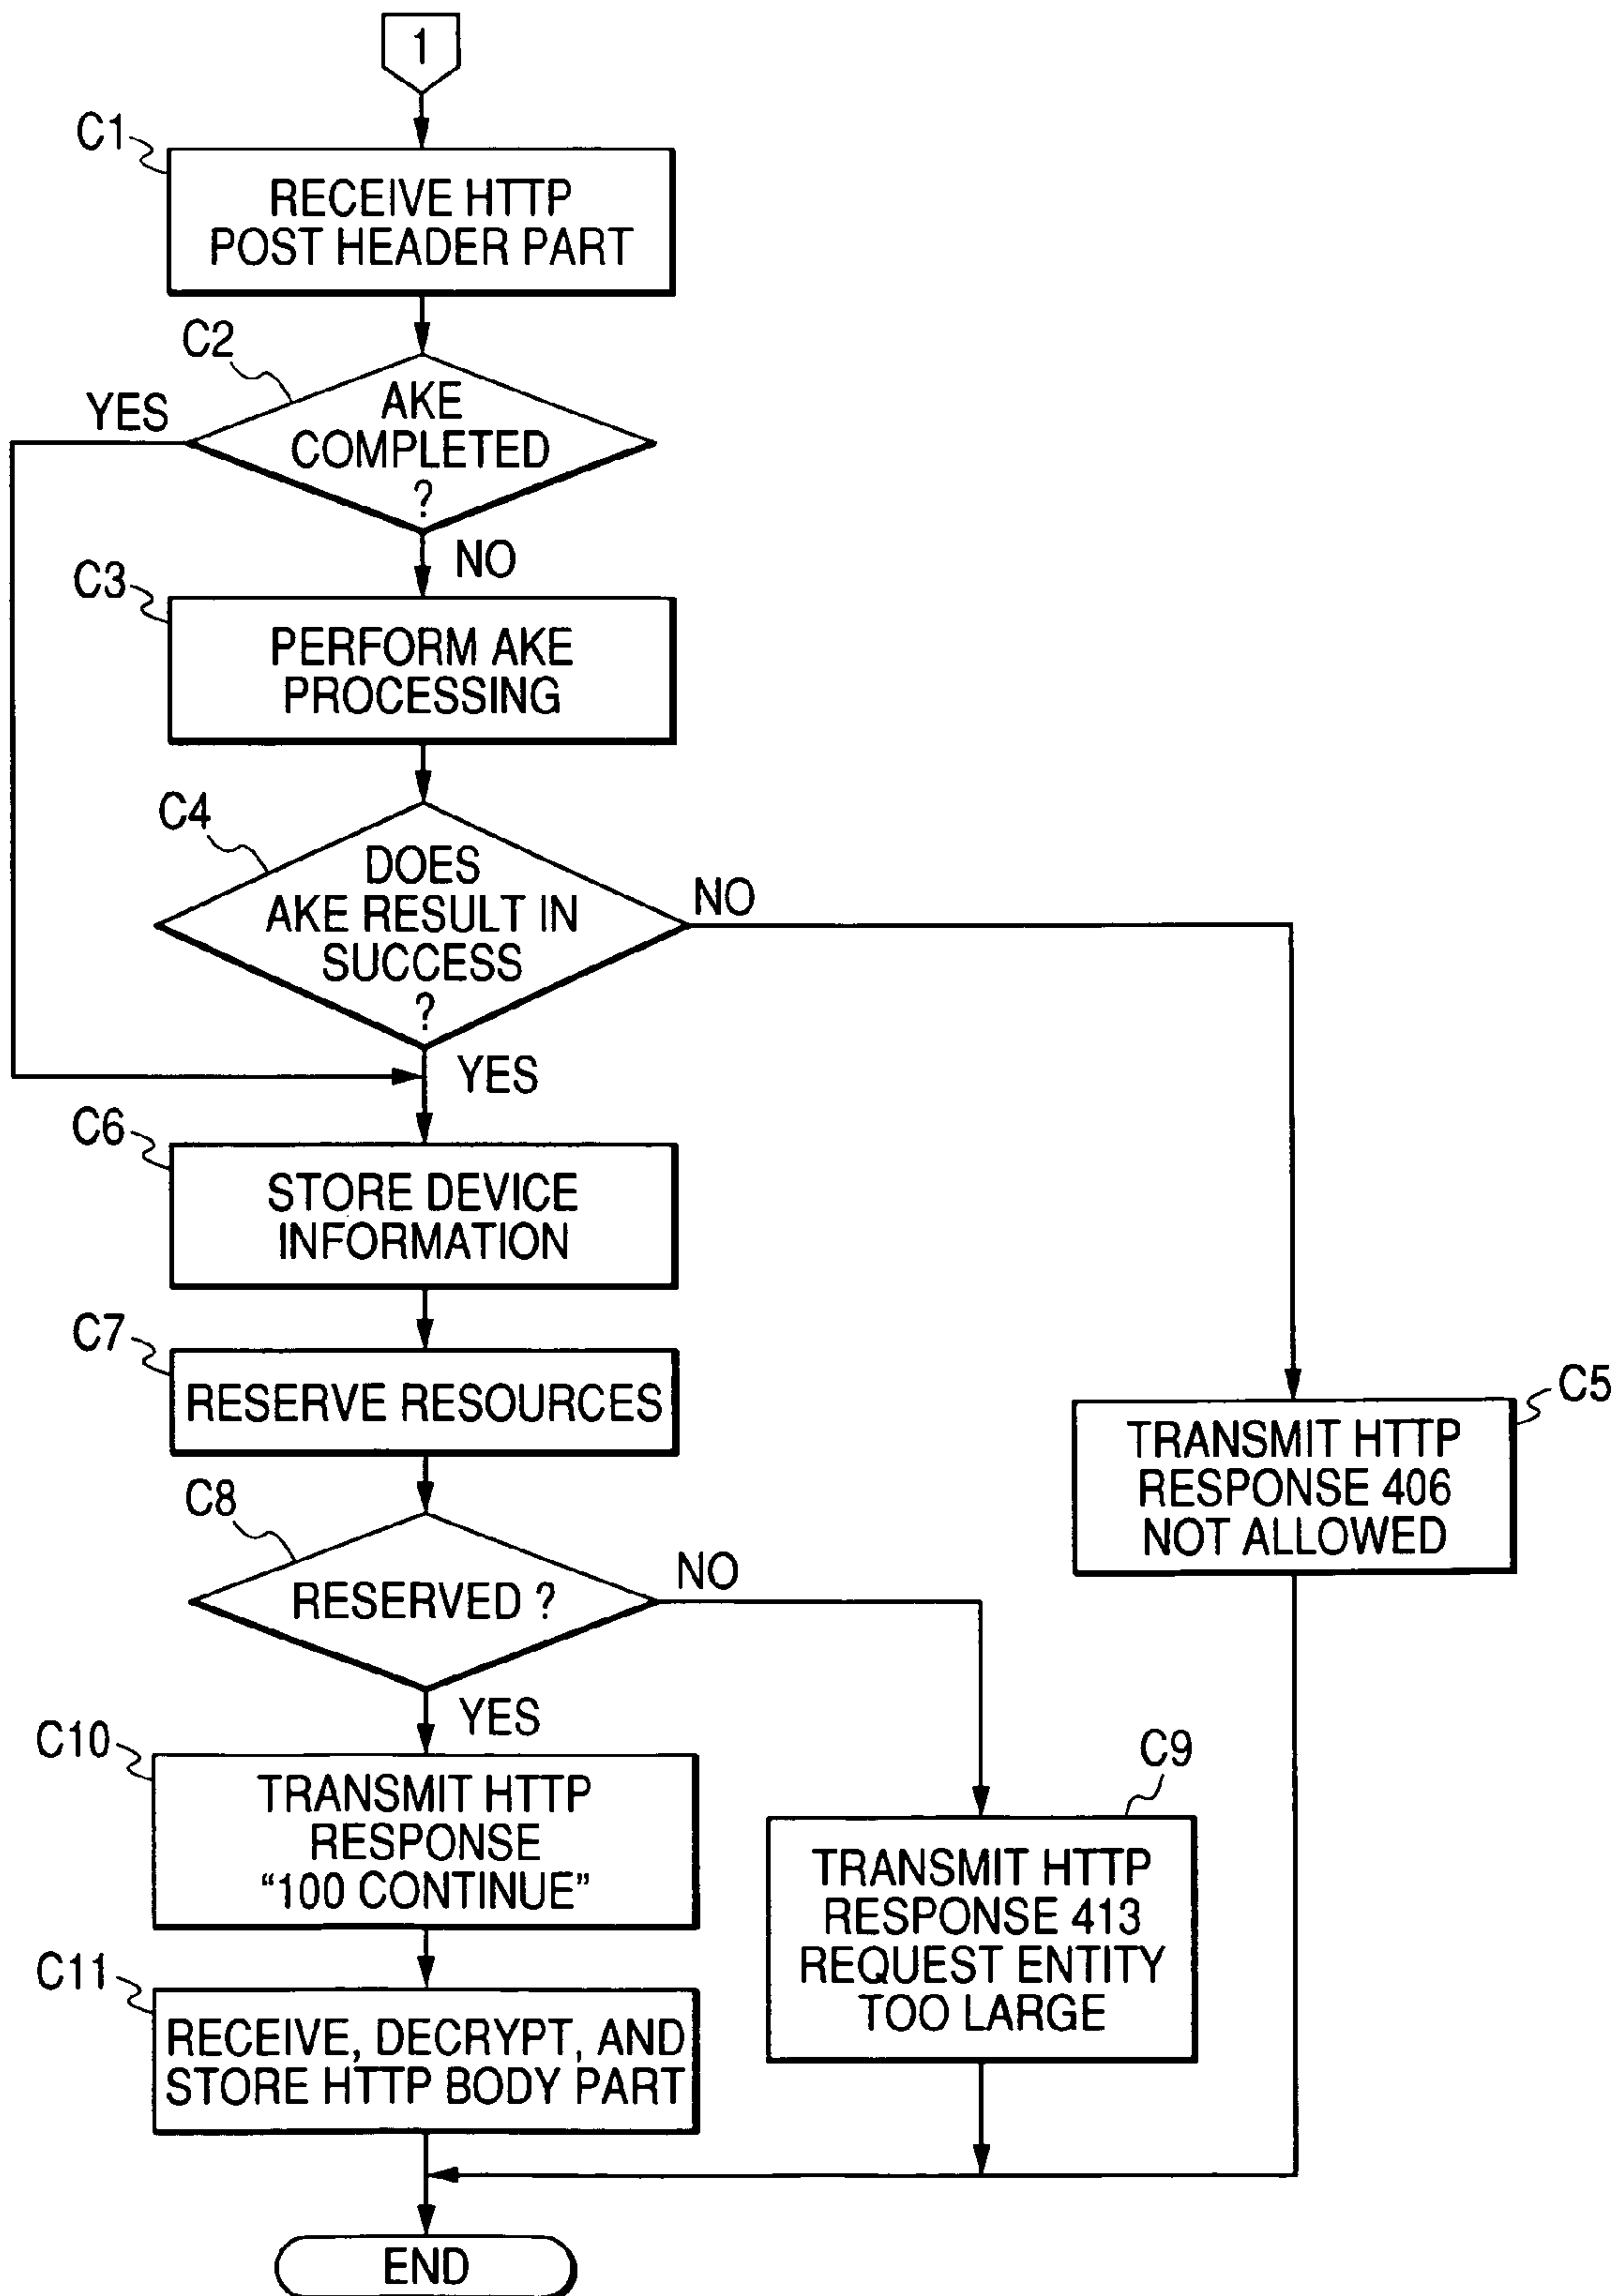 1
C1
RECEIVE HTTP
POST HEADER PART
C2
YES
AKE
COMPLETED
?
NO
C3
PERFORM AKE
PROCESSING
C4
DOES
AKE RESULT IN
SUCCESS
?
NO
YES
C6
STORE DEVICE
INFORMATION
C7
RESERVE RESOURCES
C5
TRANSMIT HTTP
RESPONSE 406
NOT ALLOWED
C8
RESERVED ?
NO
YES
C10
TRANSMIT HTTP
RESPONSE
“100 CONTINUE”
C9
TRANSMIT HTTP
RESPONSE 413
REQUEST ENTITY
TOO LARGE
C11
RECEIVE, DECRYPT, AND
STORE HTTP BODY PART
END